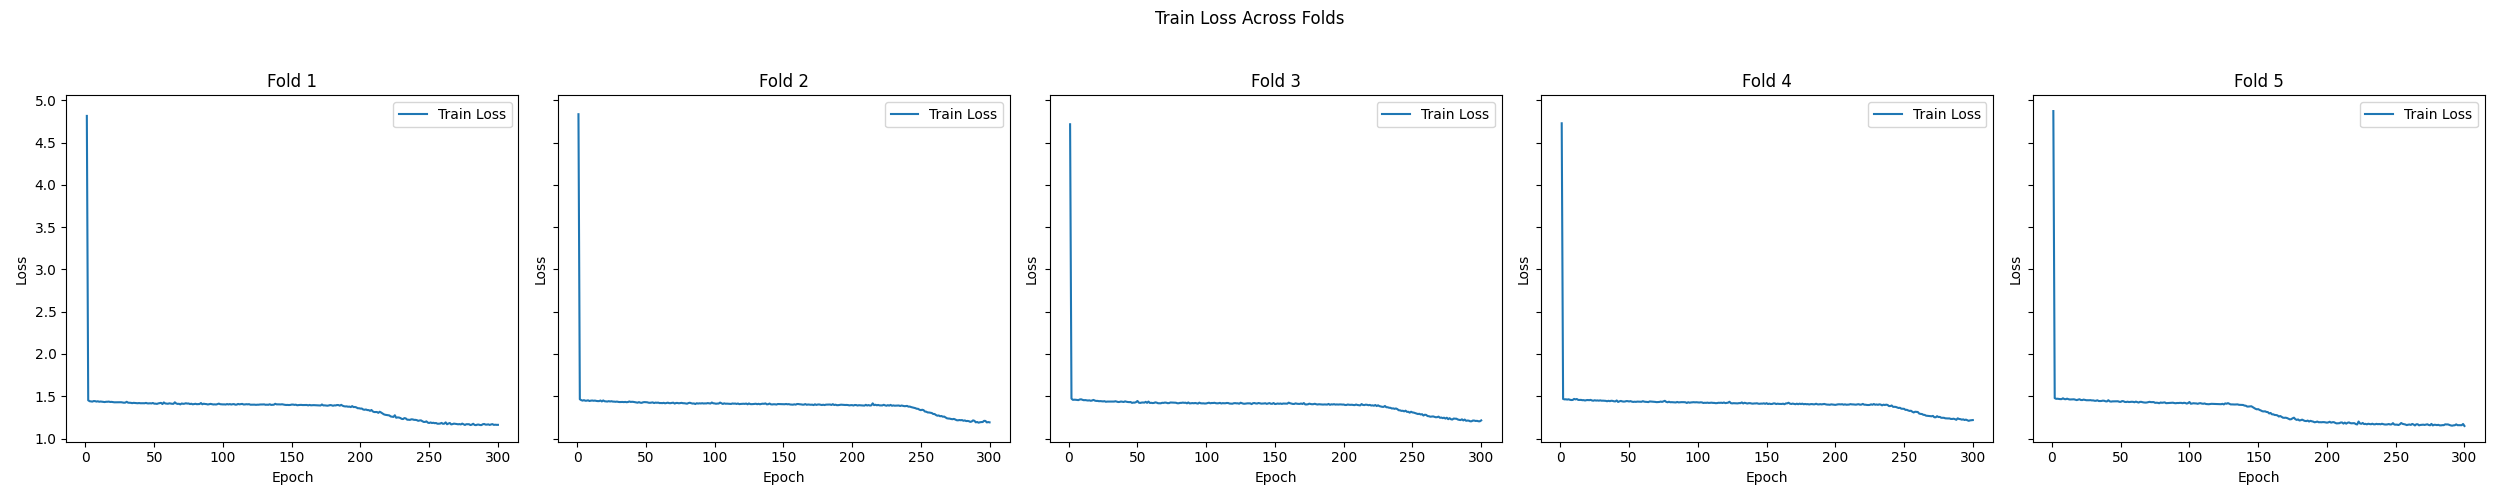 Train Loss Across Folds
Fold 1
Train Loss
5.0
4.5
4.0
3.5
3.0
2.5
2.0
1.5
1.0
Loss
0 50 100 150 200 250 300
Epoch
Fold 2
Train Loss
Loss
0 50 100 150 200 250 300
Epoch
Fold 3
Train Loss
Loss
0 50 100 150 200 250 300
Epoch
Fold 4
Train Loss
Loss
0 50 100 150 200 250 300
Epoch
Fold 5
Train Loss
Loss
0 50 100 150 200 250 300
Epoch